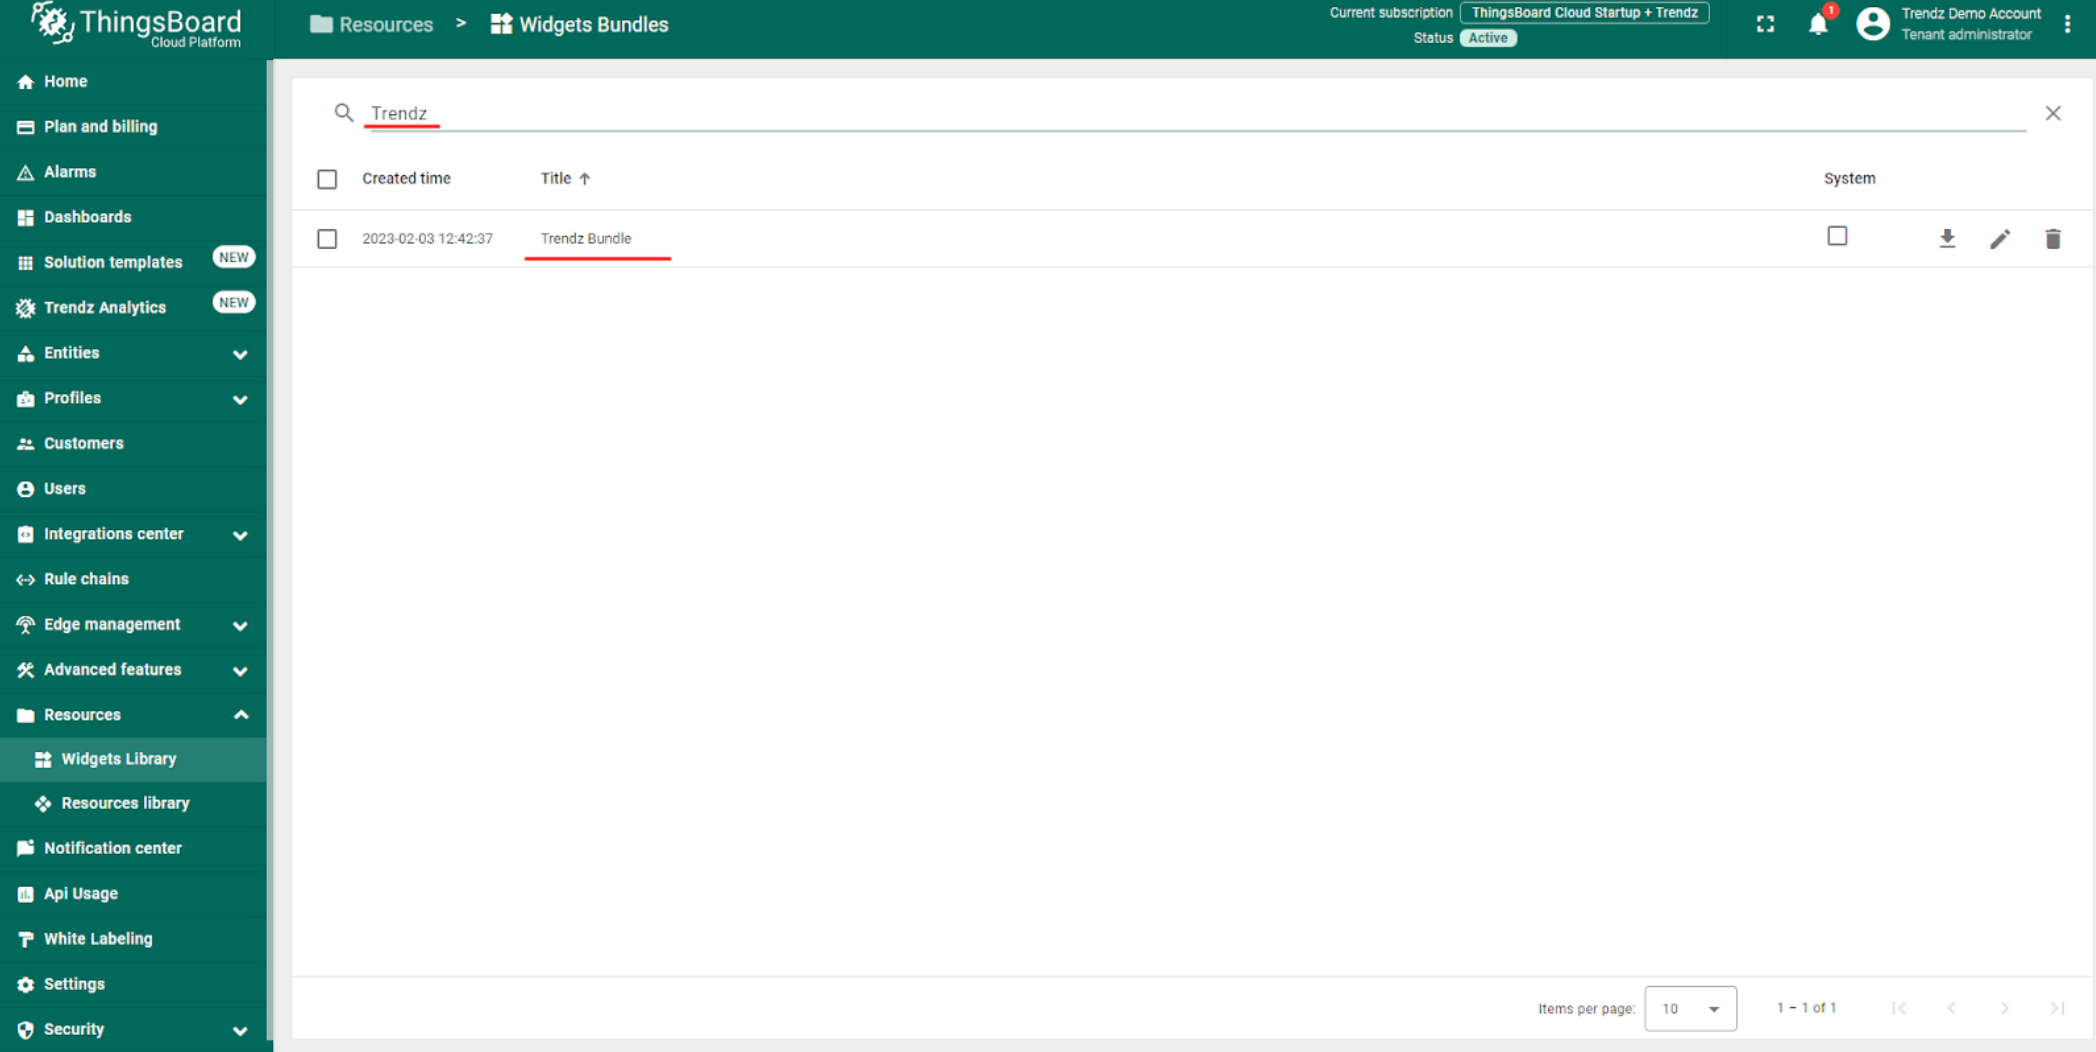 ThingsBoard
Cloud Platform
Resources > Widgets Bundles
Current subscription ThingsBoard Cloud Startup + Trendz
Status Active
1
Trendz Demo Account
Tenant administrator
Home
Plan and billing
Alarms
Dashboards
Solution templates NEW
Trendz Analytics NEW
Entities
Profiles
Customers
Users
Integrations center
Rule chains
Edge management
Advanced features
Resources
Widgets Library
Resources library
Notification center
Api Usage
White Labeling
Settings
Security
Trendz
Created time Title System
2023-02-03 12:42:37 Trendz Bundle
Items per page: 10 1 – 1 of 1